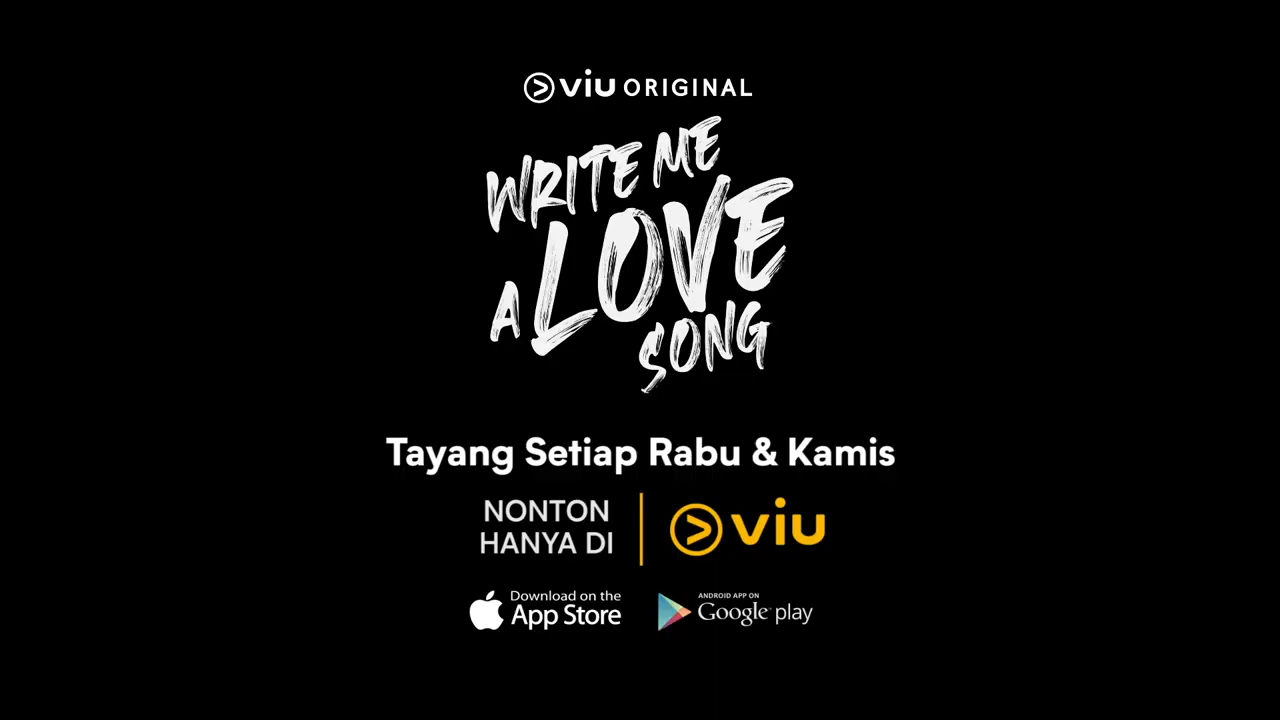 viu ORIGINAL
WRITE ME
A LOVE
SONG
Tayang Setiap Rabu & Kamis
NONTON
HANYA DI
viu
Download on the
App Store
ANDROID APP ON
Google play